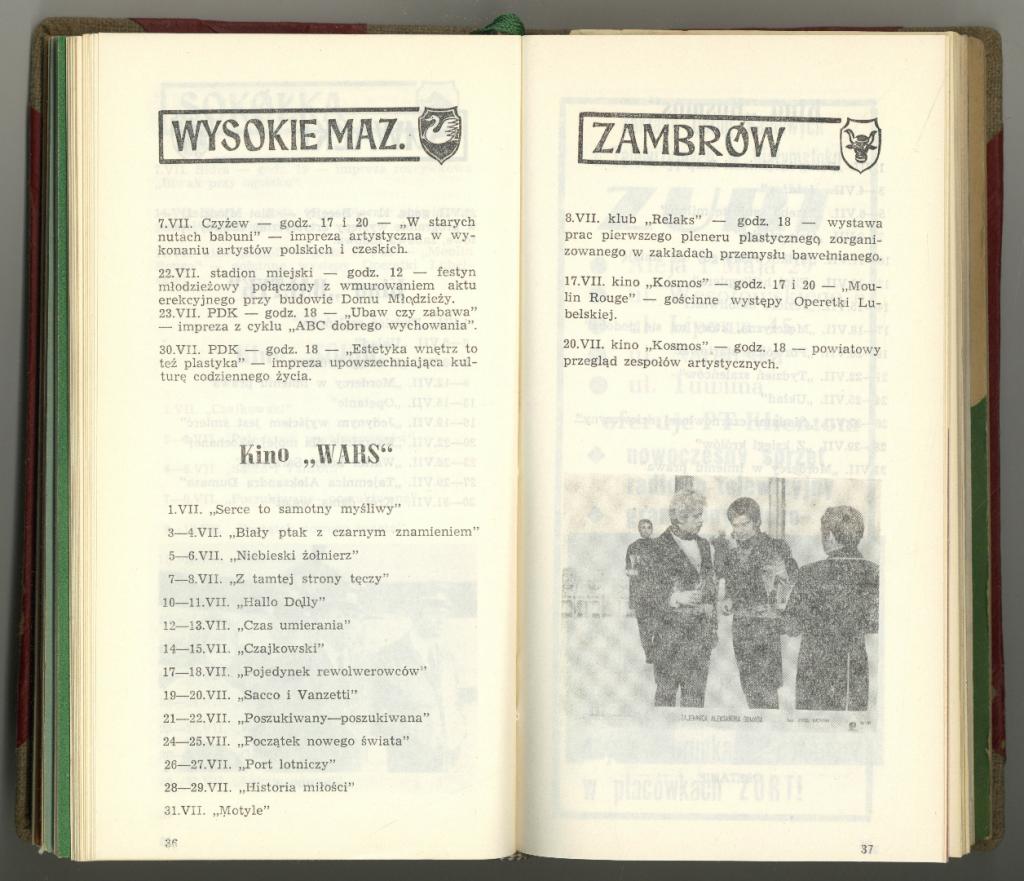 WYSOKIE MAZ.
7.VII. Czyżew — godz. 17 i 20 — „W starych
nutach babuni” — impreza artystyczna w wy-
konaniu artystów polskich i czeskich.
22.VII. stadion miejski — godz. 12 — festyn
młodzieżowy połączony z wmurowaniem aktu
erekcyjnego przy budowie Domu Młodzieży.
23.VII. PDK — godz. 18 — „Ubaw czy zabawa”
— impreza z cyklu „ABC dobrego wychowania”.
30.VII. PDK — godz. 18 — „Estetyka wnętrz to
też plastyka” — impreza upowszechniająca kul-
turę codziennego życia.
Kino „WARS“
1.VII. „Serce to samotny myśliwy”
3—4.VII. „Biały ptak z czarnym znamieniem”
5—6.VII. „Niebieski żołnierz”
7—8.VII. „Z tamtej strony tęczy”
10—11.VII. „Hallo Dolly”
12—13.VII. „Czas umierania”
14—15.VII. „Czajkowski”
17—18.VII. „Pojedynek rewolwerowców”
19—20.VII. „Sacco i Vanzetti”
21—22.VII. „Poszukiwany—poszukiwana”
24—25.VII. „Początek nowego świata”
26—27.VII. „Port lotniczy”
28—29.VII. „Historia miłości”
31.VII. „Motyle”
36
ZAMBRÓW
8.VII. klub „Relaks” — godz. 18 — wystawa
prac pierwszego pleneru plastycznego zorgani-
zowanego w zakładach przemysłu bawełnianego.
17.VII. kino „Kosmos” — godz. 17 i 20 — „Mou-
lin Rouge” — gościnne występy Operetki Lu-
belskiej.
20.VII. kino „Kosmos” — godz. 18 — powiatowy
przegląd zespołów artystycznych.
TAJEMNICA ALEKSANDRA DUMASA
37